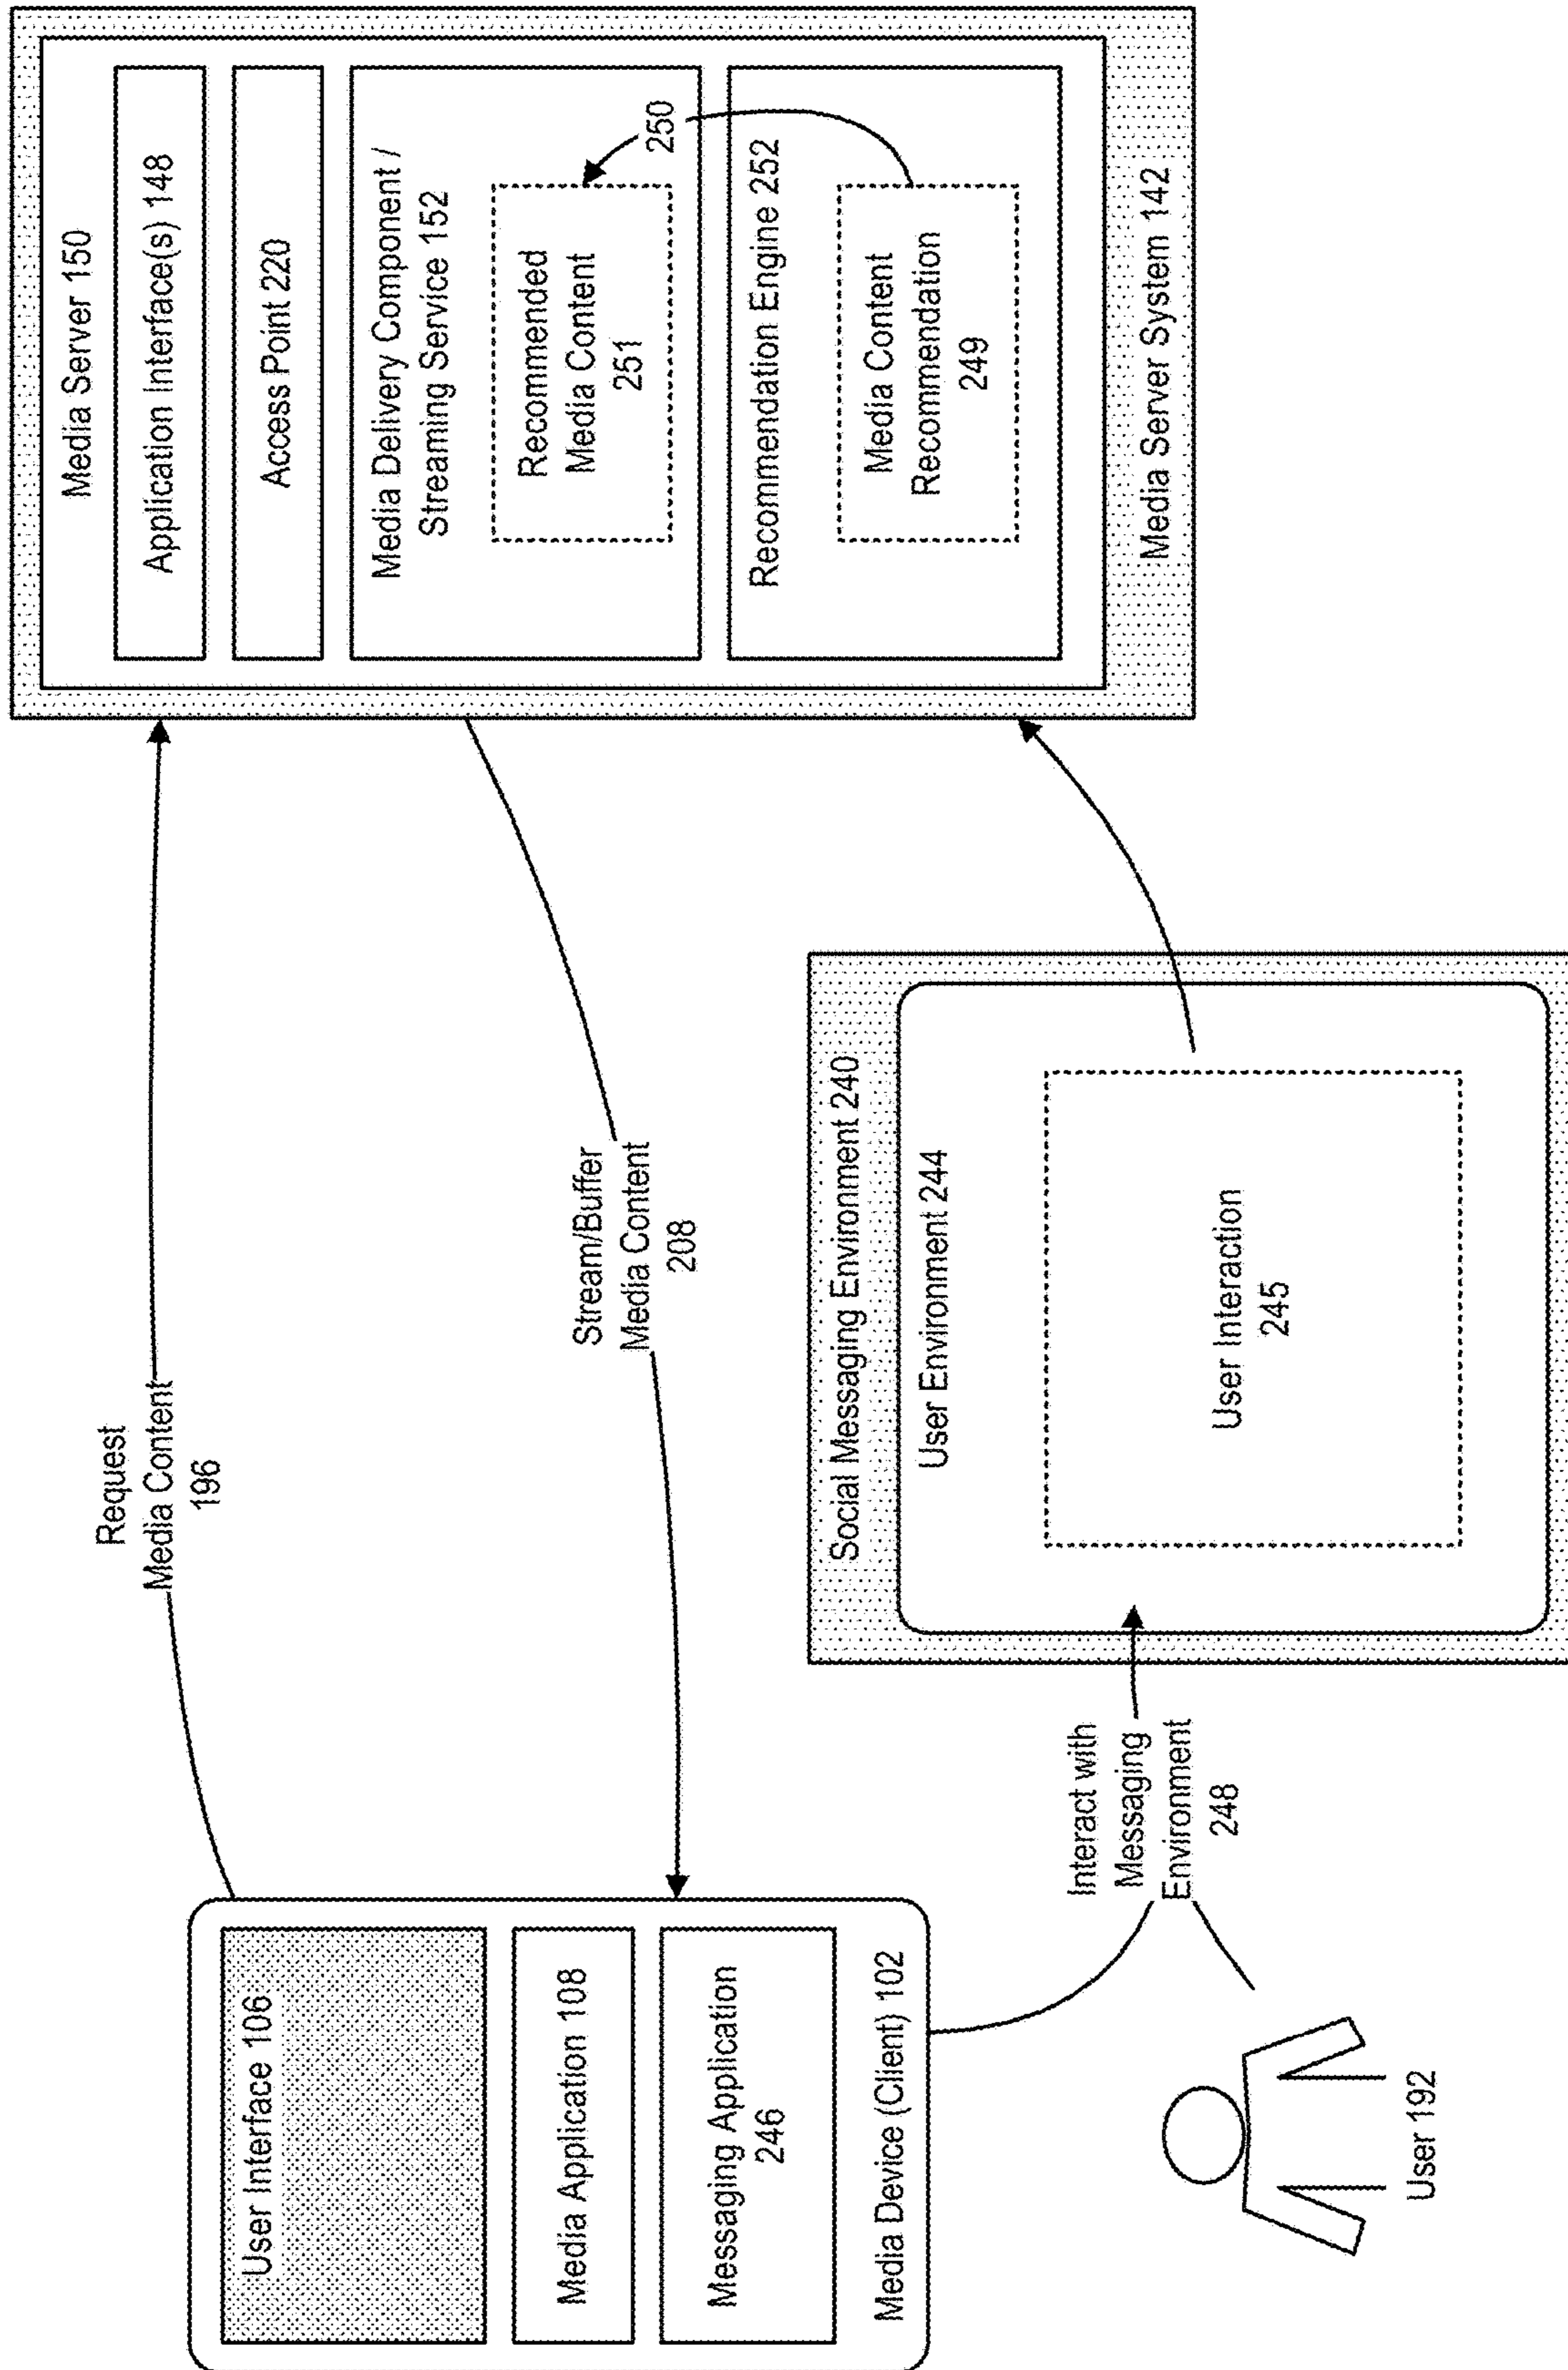 User Interface 106
Media Application 108
Messaging Application
246
Media Device (Client) 102
User 192
Request
Media Content
196
Stream/Buffer
Media Content
208
Interact with
Messaging
Environment
248
Social Messaging Environment 240
User Environment 244
User Interaction
245
Media Server 150
Application Interface(s) 148
Access Point 220
Media Delivery Component /
Streaming Service 152
Recommended
Media Content
251
250
Recommendation Engine 252
Media Content
Recommendation
249
Media Server System 142